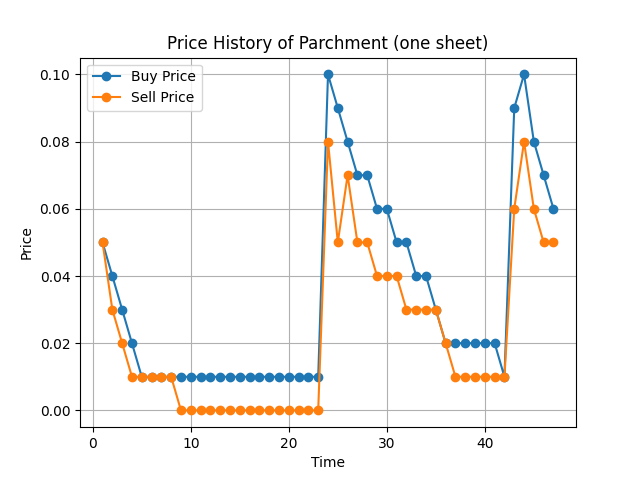 Price History of Parchment (one sheet)
Buy Price
Sell Price
0.10
0.08
0.06
0.04
0.02
0.00
Price
0 10 20 30 40
Time